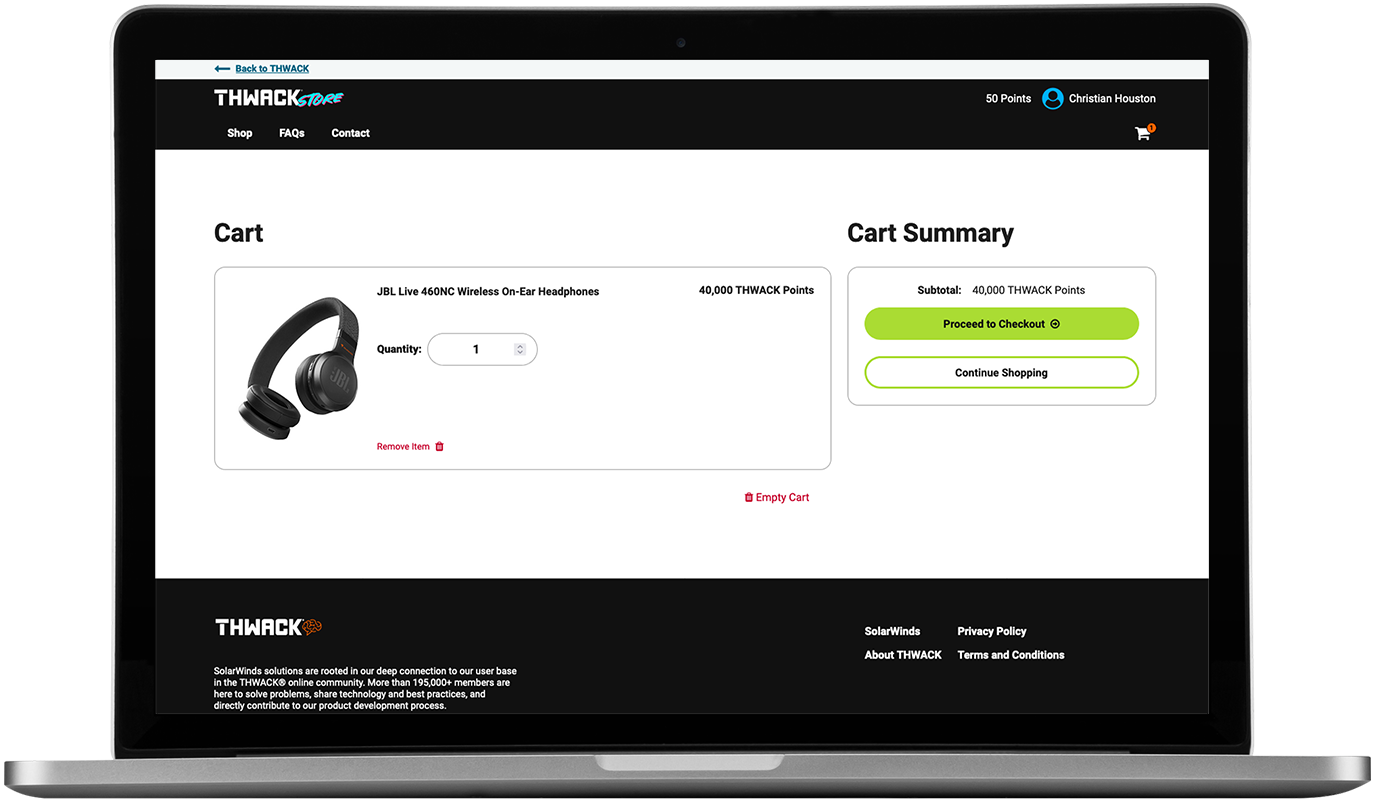 Back to THWACK
THWACK STORE
50 Points
Christian Houston
Shop
FAQs
Contact
1
Cart
JBL Live 460NC Wireless On-Ear Headphones
40,000 THWACK Points
JBL
Quantity:
1
Remove Item
Empty Cart
Cart Summary
Subtotal: 40,000 THWACK Points
Proceed to Checkout
Continue Shopping
THWACK
SolarWinds solutions are rooted in our deep connection to our user base
in the THWACK® online community. More than 195,000+ members are
here to solve problems, share technology and best practices, and
directly contribute to our product development process.
SolarWinds
Privacy Policy
About THWACK
Terms and Conditions